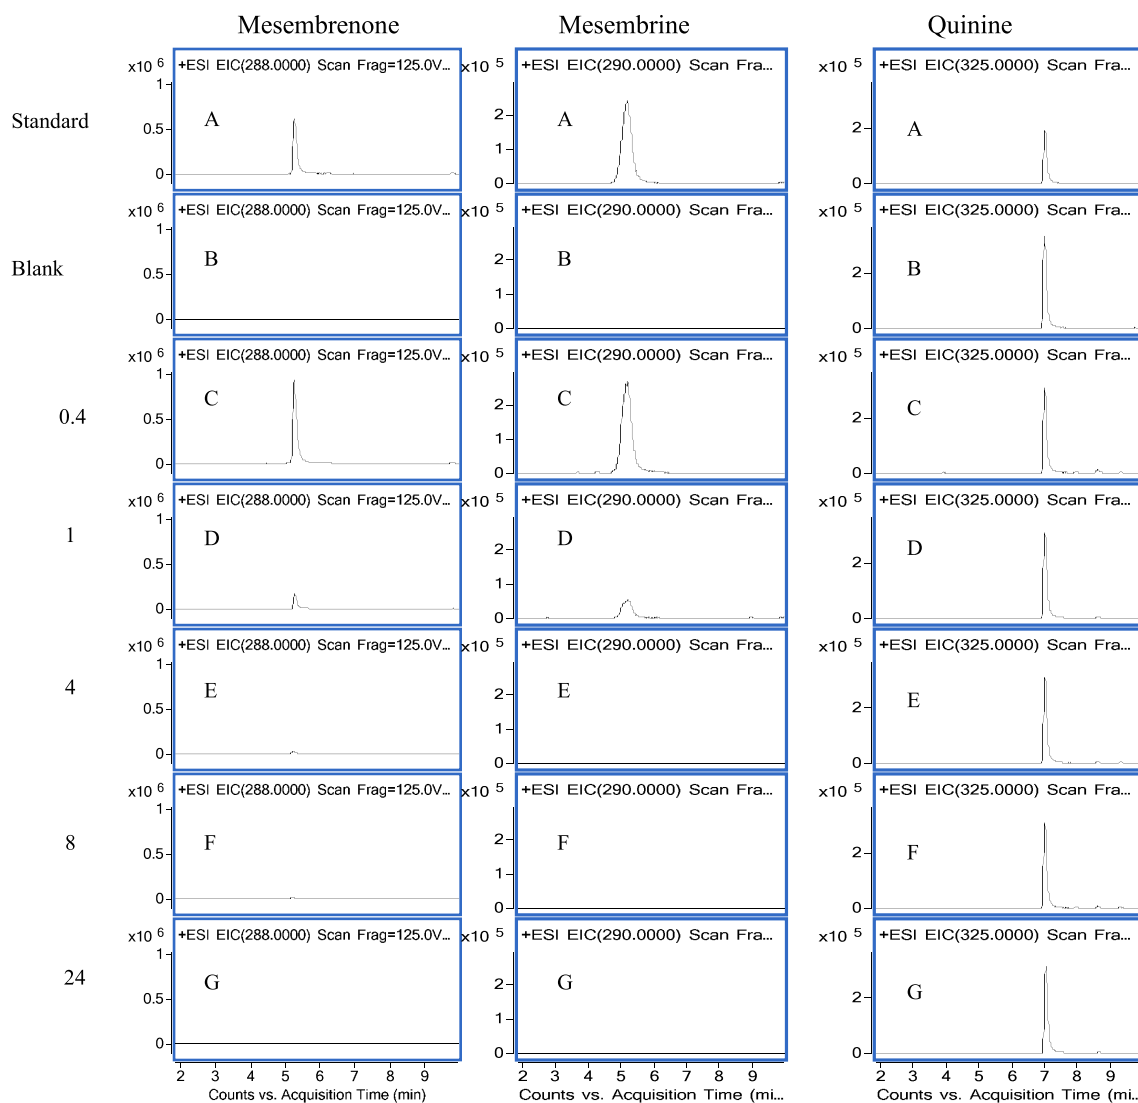 Mesembrenone Mesembrine Quinine
x10 6 +ESI EIC(288.0000) Scan Frag=125.0V... x10 5 +ESI EIC(290.0000) Scan Fra... x10 5 +ESI EIC(325.0000) Scan Fra...
Standard
1 0.5 0 A
2 1 0 A
2 0 A
x10 6 +ESI EIC(288.0000) Scan Frag=125.0V... x10 5 +ESI EIC(290.0000) Scan Fra... x10 5 +ESI EIC(325.0000) Scan Fra...
Blank
1 0.5 0 B
2 1 0 B
2 0 B
x10 6 +ESI EIC(288.0000) Scan Frag=125.0V... x10 5 +ESI EIC(290.0000) Scan Fra... x10 5 +ESI EIC(325.0000) Scan Fra...
0.4
1 0.5 0 C
2 1 0 C
2 0 C
x10 6 +ESI EIC(288.0000) Scan Frag=125.0V... x10 5 +ESI EIC(290.0000) Scan Fra... x10 5 +ESI EIC(325.0000) Scan Fra...
1
1 0.5 0 D
2 1 0 D
2 0 D
x10 6 +ESI EIC(288.0000) Scan Frag=125.0V... x10 5 +ESI EIC(290.0000) Scan Fra... x10 5 +ESI EIC(325.0000) Scan Fra...
4
1 0.5 0 E
2 1 0 E
2 0 E
x10 6 +ESI EIC(288.0000) Scan Frag=125.0V... x10 5 +ESI EIC(290.0000) Scan Fra... x10 5 +ESI EIC(325.0000) Scan Fra...
8
1 0.5 0 F
2 1 0 F
2 0 F
x10 6 +ESI EIC(288.0000) Scan Frag=125.0V... x10 5 +ESI EIC(290.0000) Scan Fra... x10 5 +ESI EIC(325.0000) Scan Fra...
24
1 0.5 0 G
2 1 0 G
2 0 G
2 3 4 5 6 7 8 9 2 3 4 5 6 7 8 9 2 3 4 5 6 7 8 9
Counts vs. Acquisition Time (min) Counts vs. Acquisition Time (mi... Counts vs. Acquisition Time (mi...